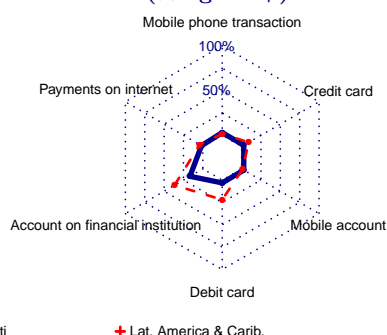 Mobile phone transaction
100%
Payments on internet
50%
Credit card
Account on financial institution
Mobile account
Debit card
Lat. America & Carib.